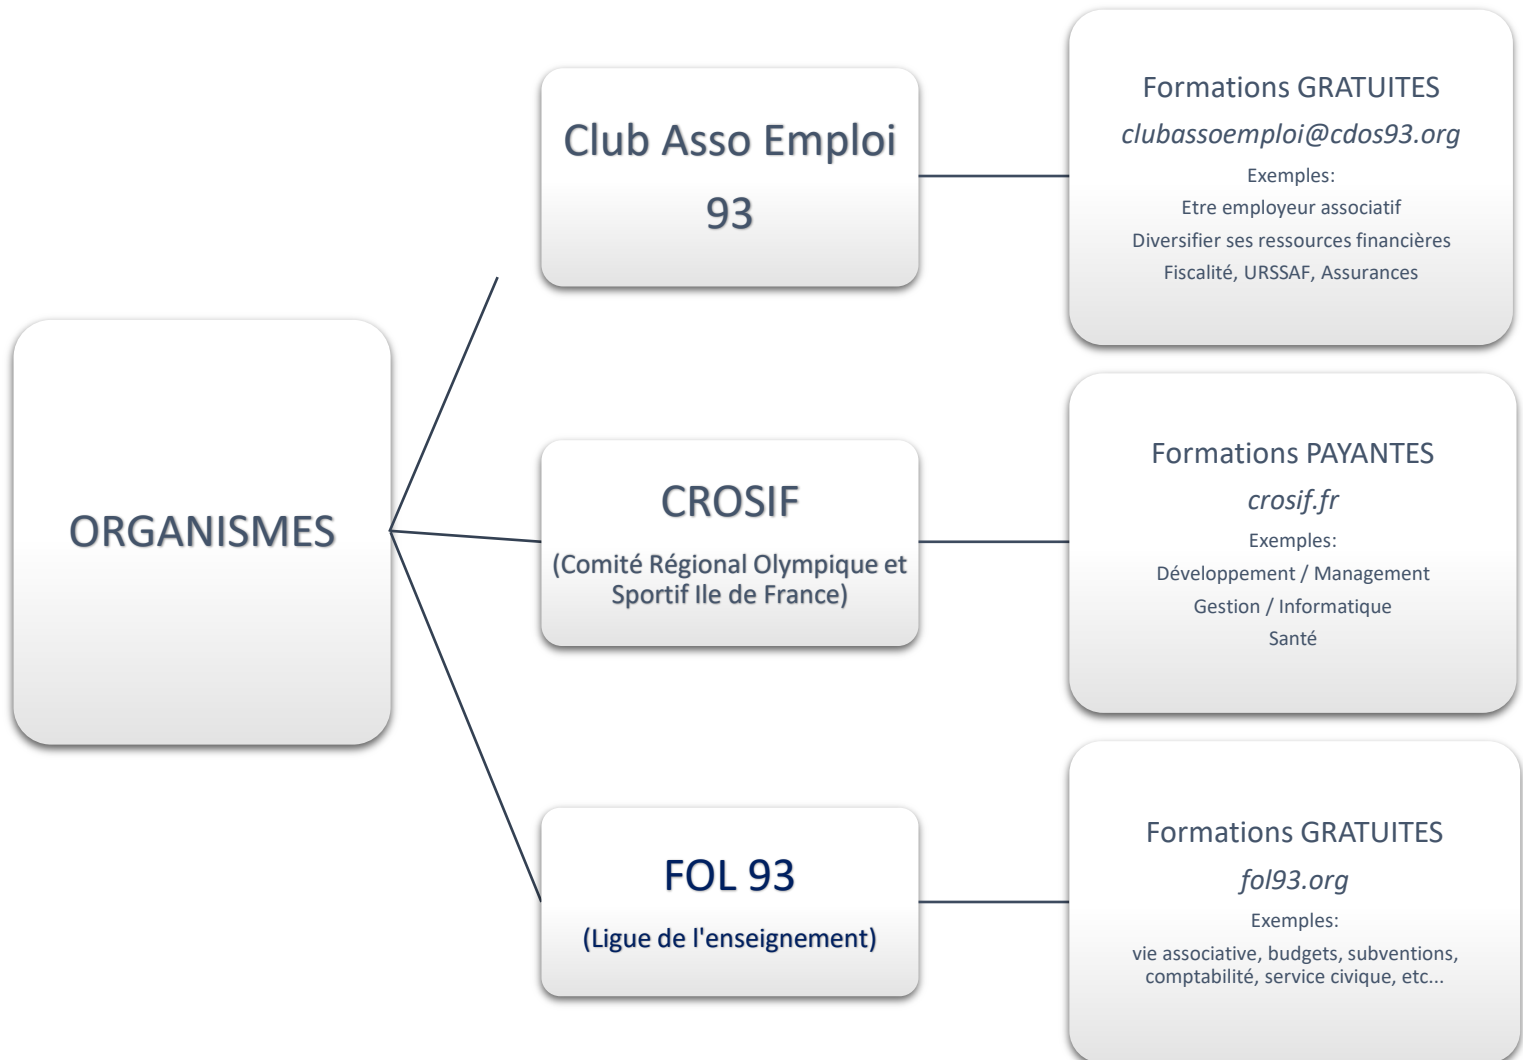 ORGANISMES
Club Asso Emploi
93
Formations GRATUITES
clubassoemploi@cdos93.org
Exemples:
Etre employeur associatif
Diversifier ses ressources financières
Fiscalité, URSSAF, Assurances
CROSIF
(Comité Régional Olympique et
Sportif Ile de France)
Formations PAYANTES
crosif.fr
Exemples:
Développement / Management
Gestion / Informatique
Santé
FOL 93
(Ligue de l'enseignement)
Formations GRATUITES
fol93.org
Exemples:
vie associative, budgets, subventions,
comptabilité, service civique, etc...